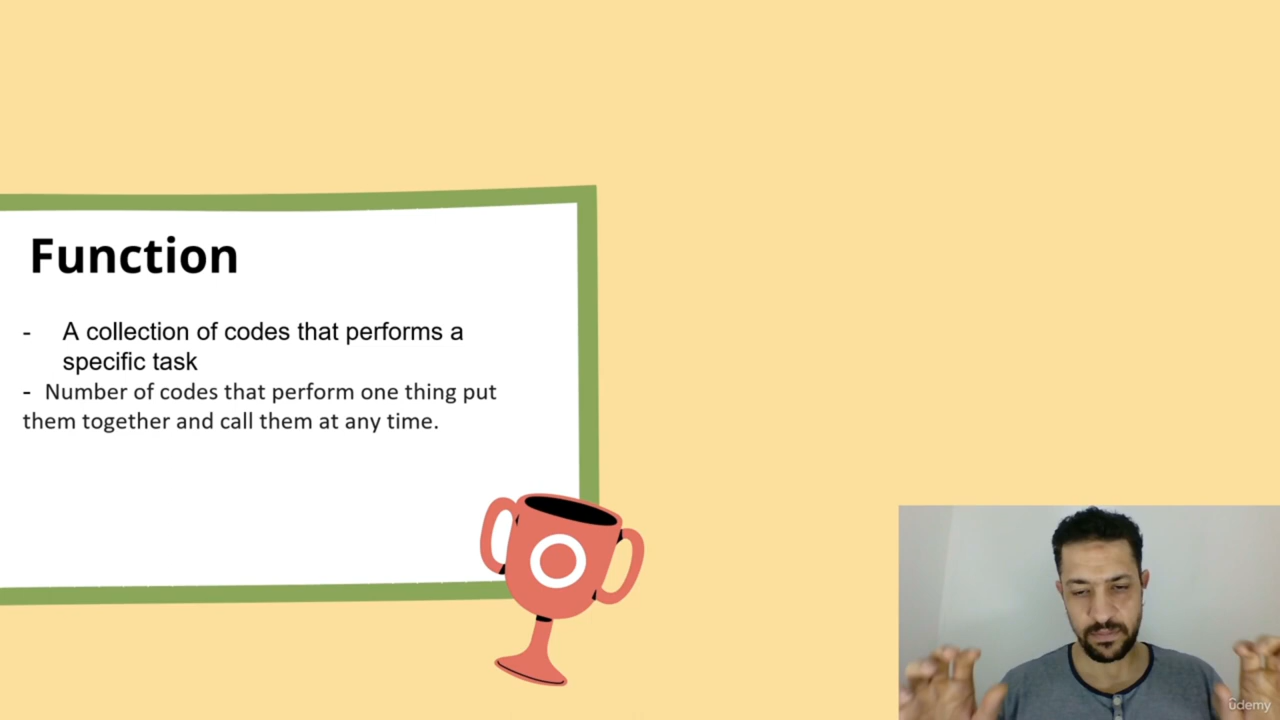 Function
- A collection of codes that performs a
specific task
- Number of codes that perform one thing put
them together and call them at any time.
ûdemy